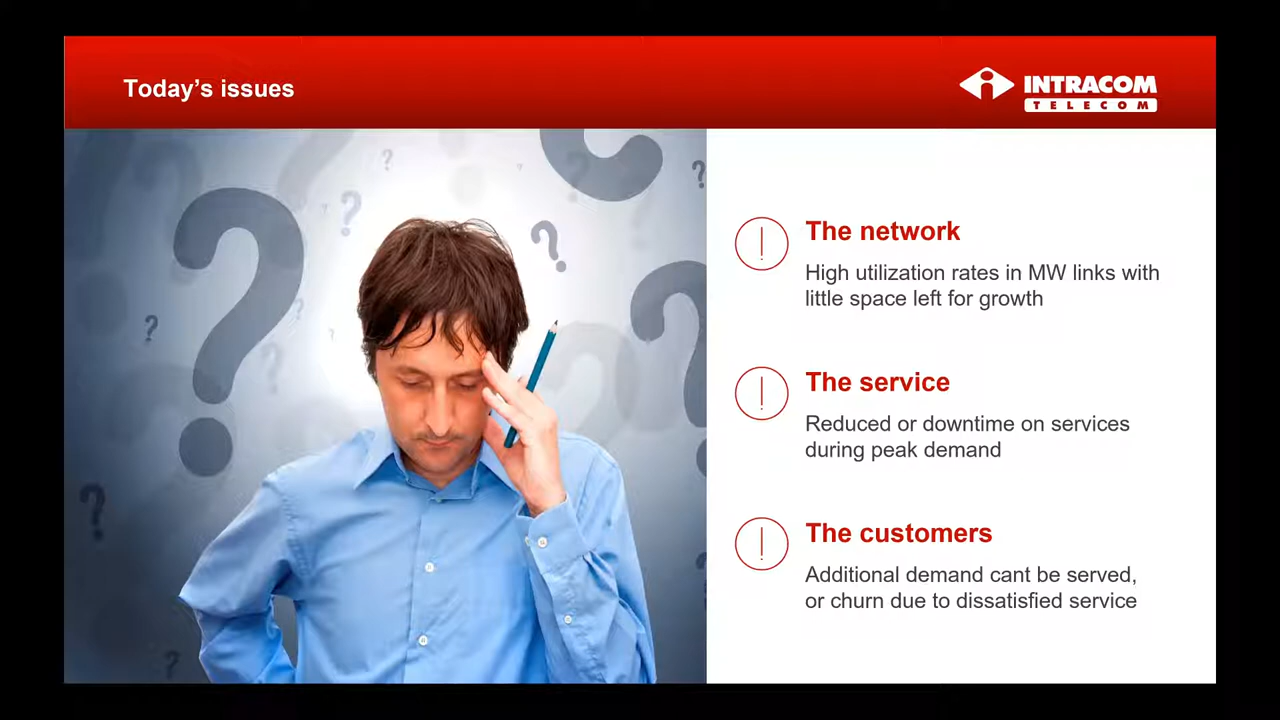 Today's issues
INTRACOM
TELECOM
The network
High utilization rates in MW links with
little space left for growth
The service
Reduced or downtime on services
during peak demand
The customers
Additional demand cant be served,
or churn due to dissatisfied service